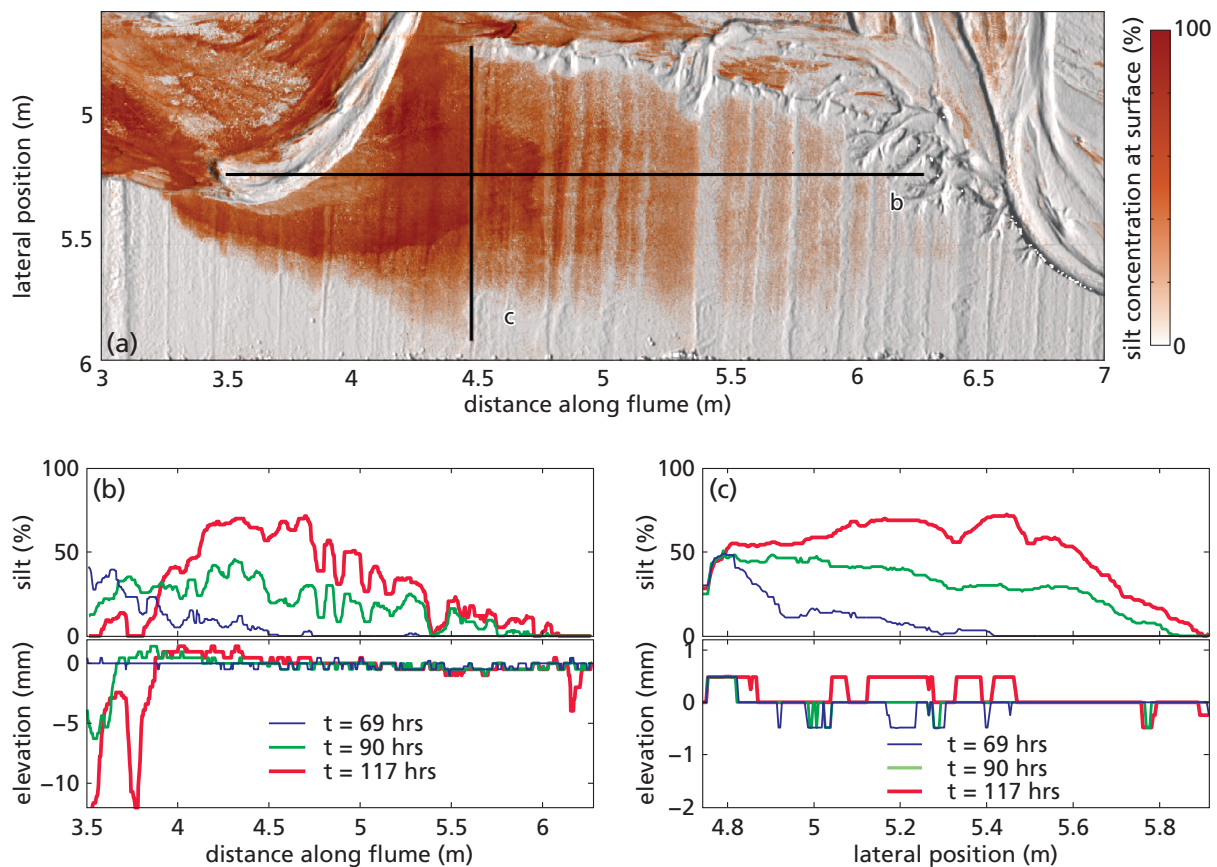 100
silt concentration at surface (%)
0
lateral position (m)
5
5.5
6
b
c
(a)
3 3.5 4 4.5 5 5.5 6 6.5 7
distance along flume (m)
(b)
silt (%)
100
50
0
elevation (mm)
0
−5
−10
t = 69 hrs
t = 90 hrs
t = 117 hrs
3.5 4 4.5 5 5.5 6
distance along flume (m)
(c)
silt (%)
100
50
0
elevation (mm)
1
0
−1
−2
t = 69 hrs
t = 90 hrs
t = 117 hrs
4.8 5 5.2 5.4 5.6 5.8
lateral position (m)